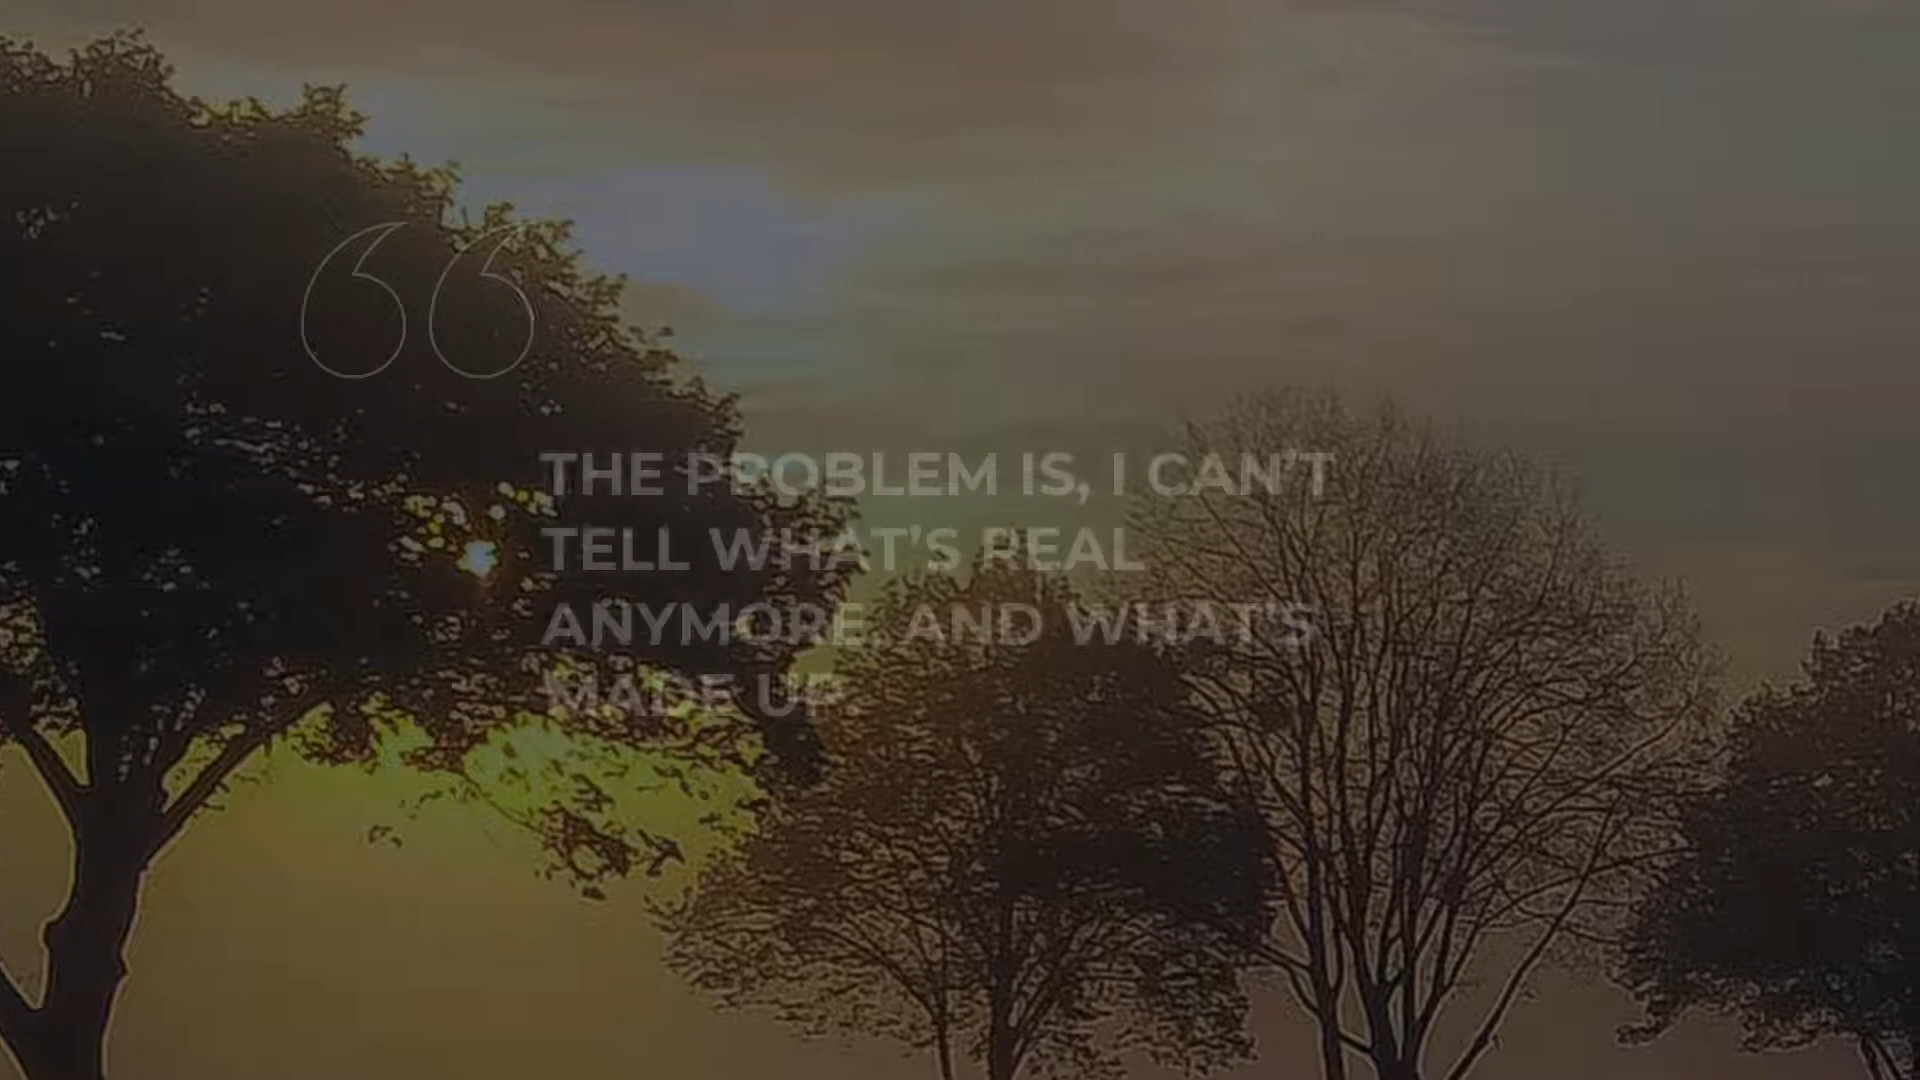 “
THE PROBLEM IS, I CAN'T
TELL WHAT'S REAL
ANYMORE AND WHAT'S
MADE UP.